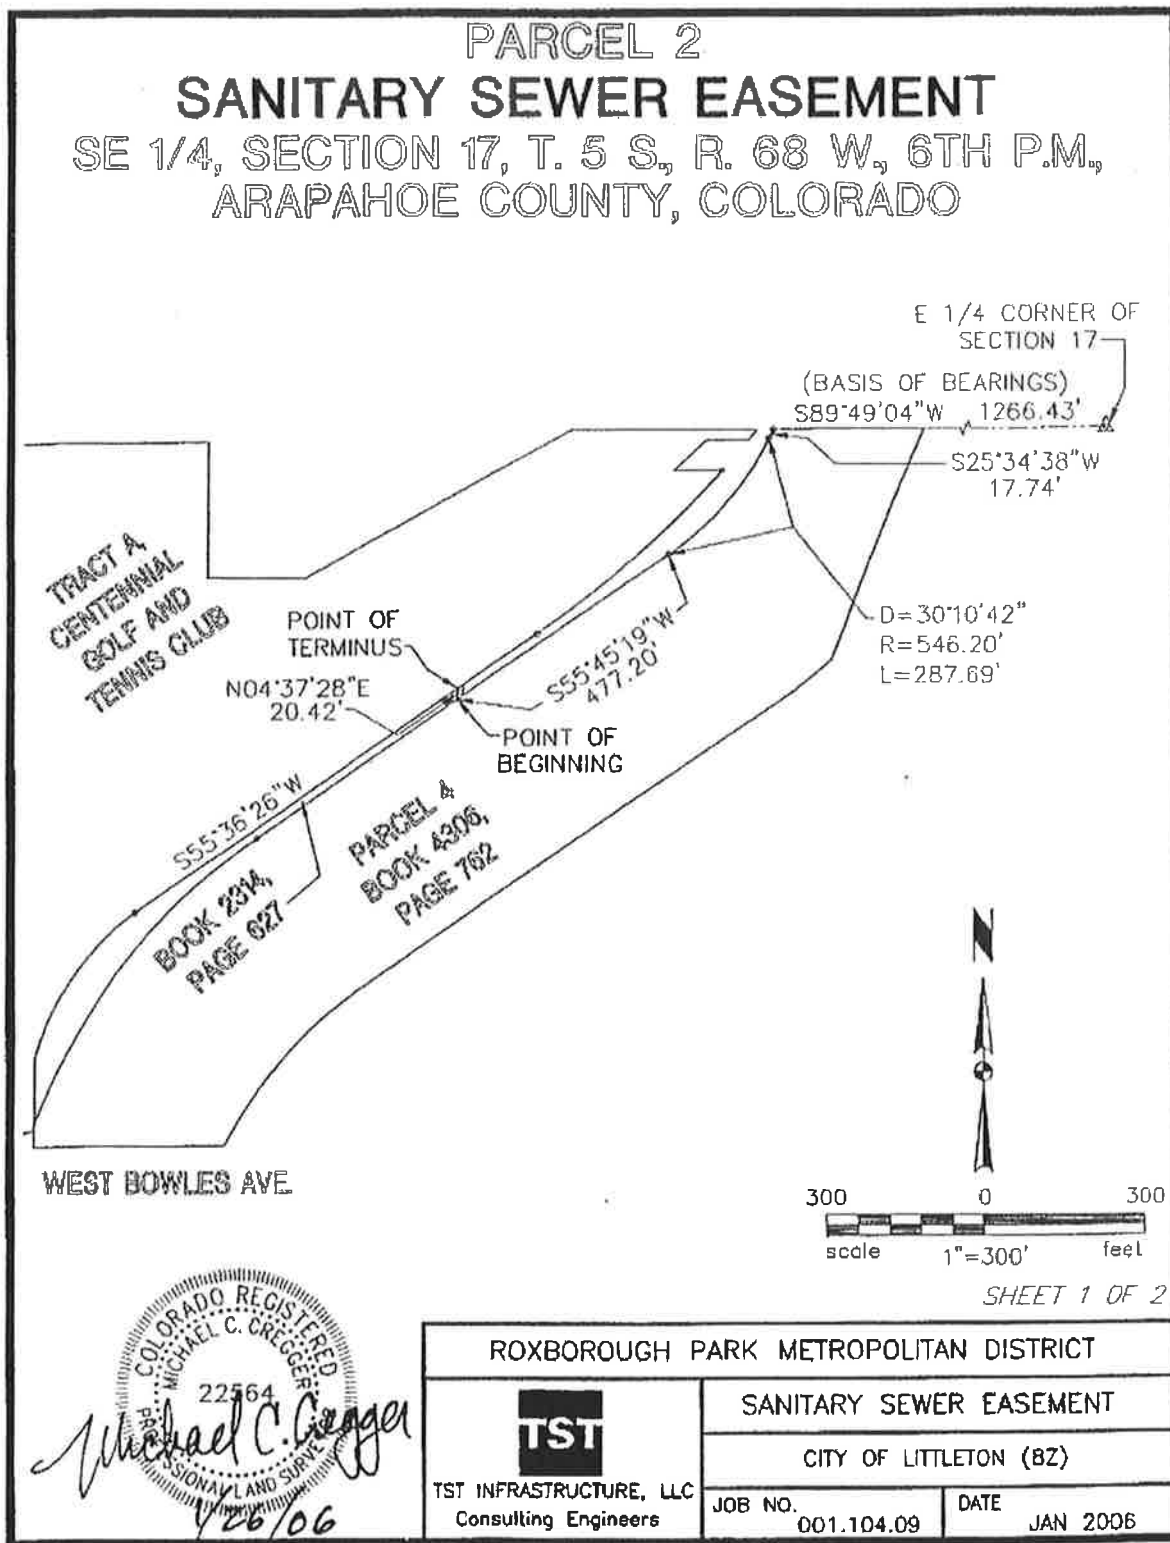 PARCEL 2
SANITARY SEWER EASEMENT
SE 1/4, SECTION 17, T. 5 S., R. 68 W., 6TH P.M.,
ARAPAHOE COUNTY, COLORADO
E 1/4 CORNER OF
SECTION 17
(BASIS OF BEARINGS)
S89°49'04"W 1266.43'
S25°34'38"W
17.74'
TRACT A,
CENTENNIAL
GOLF AND
TENNIS CLUB
POINT OF
TERMINUS
N04°37'28"E
20.42'
S55°45'19"W
477.20'
D=30°10'42"
R=546.20'
L=287.69'
POINT OF
BEGINNING
S55°36'26"W
PARCEL 4
BOOK 4306,
PAGE 762
BOOK 2314,
PAGE 627
N
WEST BOWLES AVE.
300 0 300
scale 1"=300' feet
SHEET 1 OF 2
COLORADO REGISTERED
MICHAEL C. CREGGER
22564
PROFESSIONAL LAND SURVEYOR
Michael C. Cregger
1/26/06
ROXBOROUGH PARK METROPOLITAN DISTRICT
TST
TST INFRASTRUCTURE, LLC
Consulting Engineers
SANITARY SEWER EASEMENT
CITY OF LITTLETON (8Z)
JOB NO.
001.104.09
DATE
JAN 2006